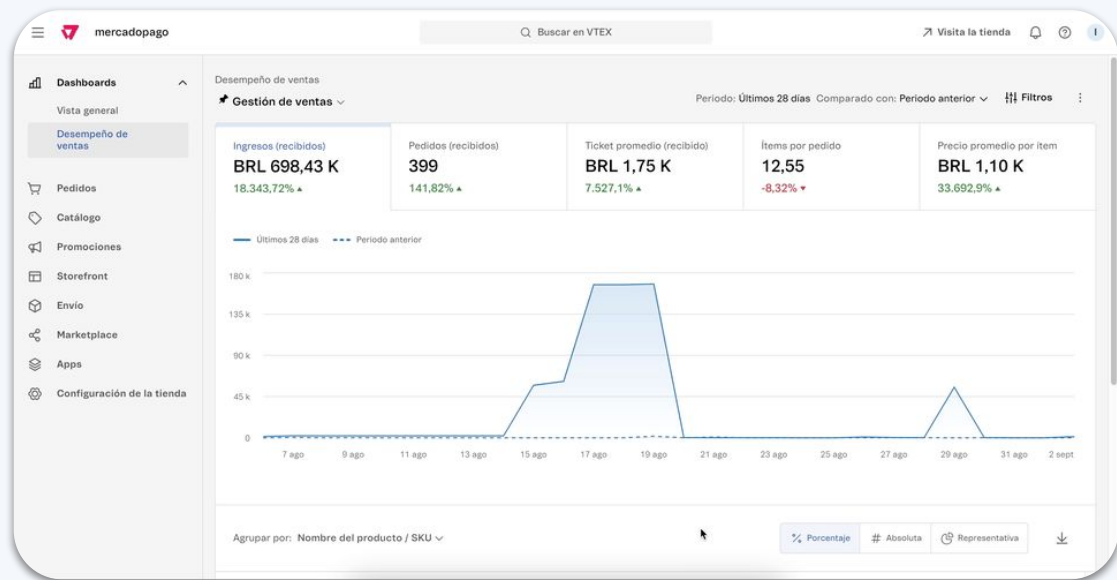 mercadopago
Buscar en VTEX
Visita la tienda
I
Dashboards
Vista general
Desempeño de
ventas
Pedidos
Catálogo
Promociones
Storefront
Envío
Marketplace
Apps
Configuración de la tienda
Desempeño de ventas
Gestión de ventas
Periodo: Últimos 28 días Comparado con: Periodo anterior
Filtros
Ingresos (recibidos)
BRL 698,43 K
18.343,72%
Pedidos (recibidos)
399
141,82%
Ticket promedio (recibido)
BRL 1,75 K
7.527,1%
Ítems por pedido
12,55
-8,32%
Precio promedio por ítem
BRL 1,10 K
33.692,9%
Últimos 28 días
Periodo anterior
180 k
135 k
90 k
45 k
0
7 ago
9 ago
11 ago
13 ago
15 ago
17 ago
19 ago
21 ago
23 ago
25 ago
27 ago
29 ago
31 ago
2 sept
Agrupar por: Nombre del producto / SKU
Porcentaje
# Absoluta
Representativa